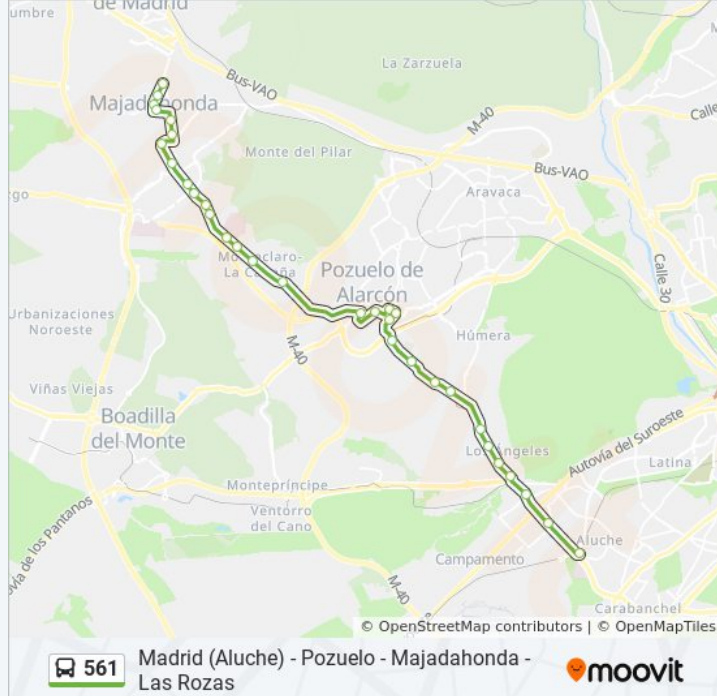 umbre
de Madrid
M
La Zarzuela
Bus-VAO
Majadahonda
M-40
Calle
Monte del Pilar
Bus-VAO
Aravaca
go
Monteclaro-
La Cabaña
Pozuelo de
Alarcón
Calle 30
Urbanizaciones
Noroeste
Húmera
M-40
Viñas Viejas
Boadilla
del Monte
Autovía del Suroeste
Los Ángeles
Latina
Montepríncipe
Ventorro
del Cano
vía de los Pantanos
Aluche
Campamento
M-40
Carabanchel
© OpenStreetMap contributors | © OpenMapTiles
561
Madrid (Aluche) - Pozuelo - Majadahonda -
Las Rozas
moovit